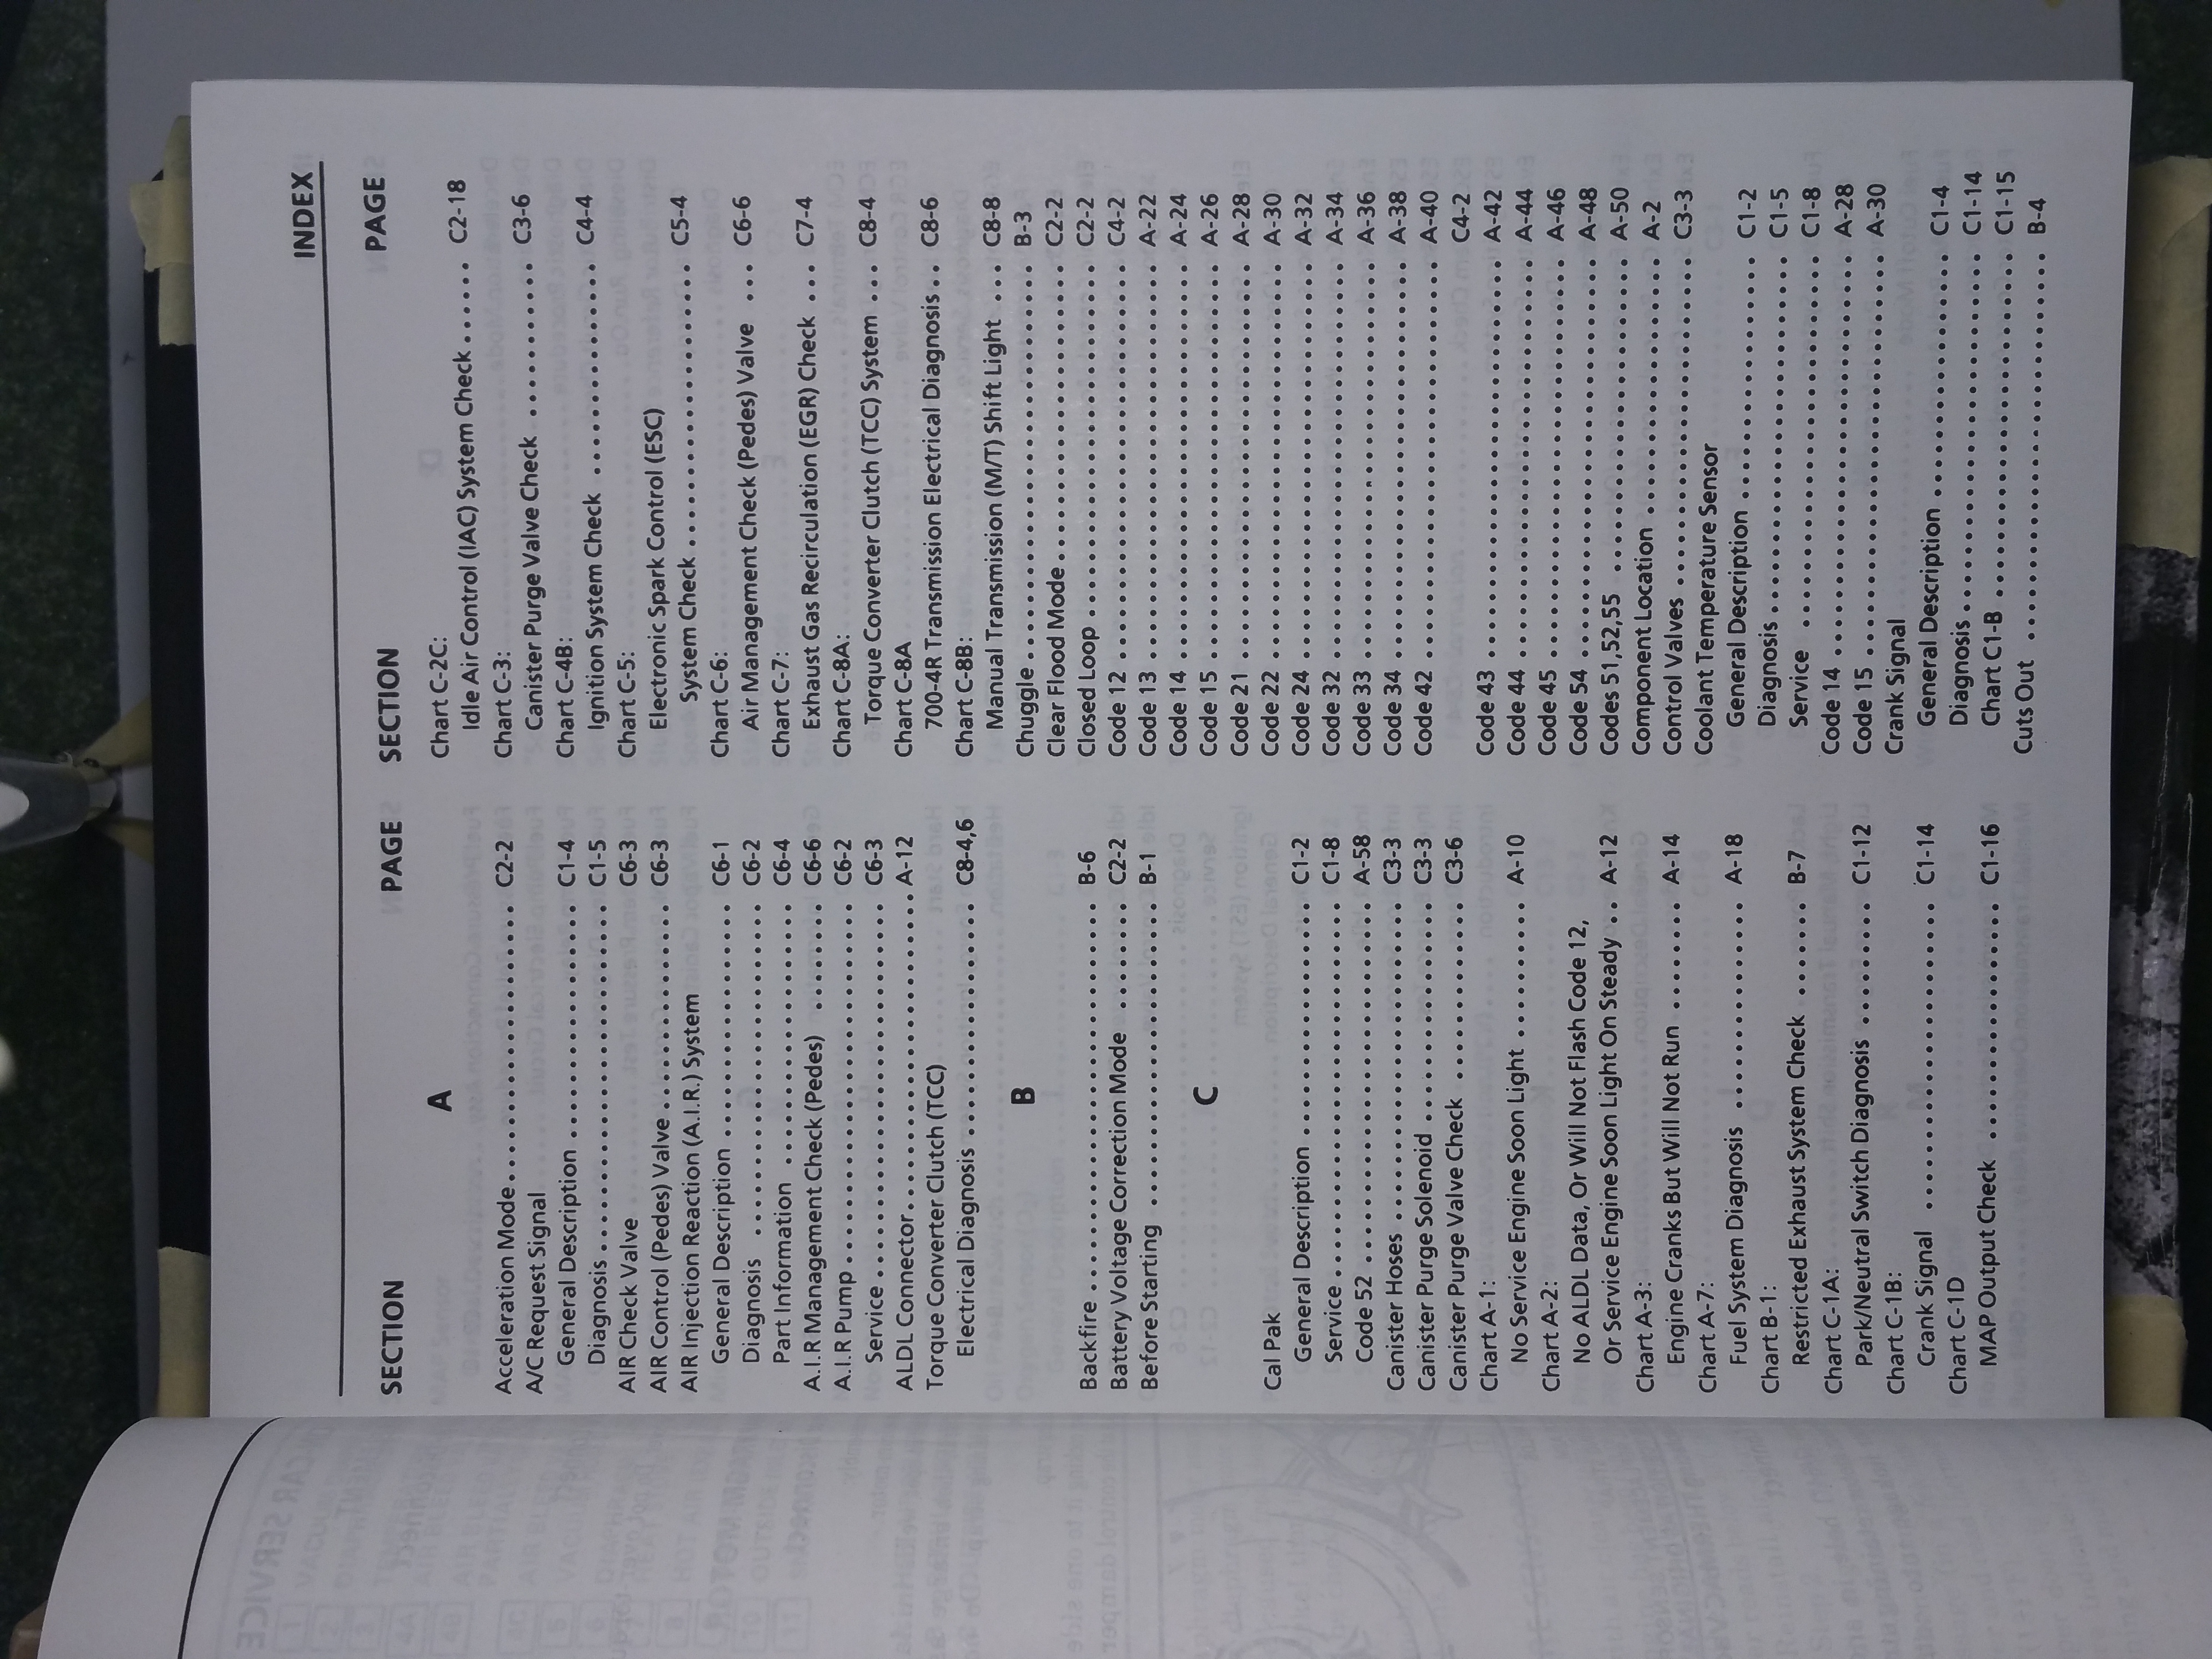 INDEX
SECTION PAGE
A
Acceleration Mode.......................... C2-2
A/C Request Signal
General Description ....................... C1-4
Diagnosis................................. C1-5
AIR Check Valve C6-3
AIR Control (Pedes) Valve.................. C6-3
AIR Injection Reaction (A.I.R.) System
General Description ....................... C6-1
Diagnosis ................................. C6-2
Part Information .......................... C6-4
A.I.R Management Check (Pedes) ....... C6-6
A.I.R Pump ................................ C6-2
Service.................................... C6-3
ALDL Connector............................. A-12
Torque Converter Clutch (TCC)
Electrical Diagnosis ..................... C8-4,6
B
Backfire ................................... B-6
Battery Voltage Correction Mode ...... C2-2
Before Starting ........................... B-1
C
Cal Pak
General Description ....................... C1-2
Service.................................... C1-8
Code 52 ................................... A-58
Canister Hoses ............................ C3-3
Canister Purge Solenoid ................... C3-3
Canister Purge Valve Check ............ C3-6
Chart A-1:
No Service Engine Soon Light .......... A-10
Chart A-2:
No ALDL Data, Or Will Not Flash Code 12,
Or Service Engine Soon Light On Steady .. A-12
Chart A-3:
Engine Cranks But Will Not Run ........ A-14
Chart A-7:
Fuel System Diagnosis ................. A-18
Chart B-1:
Restricted Exhaust System Check ....... B-7
Chart C-1A:
Park/Neutral Switch Diagnosis ......... C1-12
Chart C-1B:
Crank Signal .............................. C1-14
Chart C-1D
MAP Output Check ...................... C1-16
SECTION PAGE
Chart C-2C:
Idle Air Control (IAC) System Check...... C2-18
Chart C-3:
Canister Purge Valve Check ............ C3-6
Chart C-4B:
Ignition System Check ................. C4-4
Chart C-5:
Electronic Spark Control (ESC)
System Check........................... C5-4
Chart C-6:
Air Management Check (Pedes) Valve ... C6-6
Chart C-7:
Exhaust Gas Recirculation (EGR) Check ... C7-4
Chart C-8A:
Torque Converter Clutch (TCC) System ... C8-4
Chart C-8A
700-4R Transmission Electrical Diagnosis.. C8-6
Chart C-8B:
Manual Transmission (M/T) Shift Light ... C8-8
Chuggle .................................... B-3
Clear Flood Mode........................... C2-2
Closed Loop ............................... C2-2
Code 12 ................................... C4-2
Code 13 ................................... A-22
Code 14 ................................... A-24
Code 15 ................................... A-26
Code 21 ................................... A-28
Code 22 ................................... A-30
Code 24 ................................... A-32
Code 32 ................................... A-34
Code 33 ................................... A-36
Code 34 ................................... A-38
Code 42 ................................... A-40
C4-2
Code 43 ................................... A-42
Code 44 ................................... A-44
Code 45 ................................... A-46
Code 54 ................................... A-48
Codes 51,52,55 ............................ A-50
Component Location ........................ A-2
Control Valves ............................ C3-3
Coolant Temperature Sensor
General Description ....................... C1-2
Diagnosis.................................. C1-5
Service ................................... C1-8
Code 14 ................................... A-28
Code 15 ................................... A-30
Crank Signal
General Description ....................... C1-4
Diagnosis.................................. C1-14
Chart C1-B ................................ C1-15
Cuts Out .................................. B-4